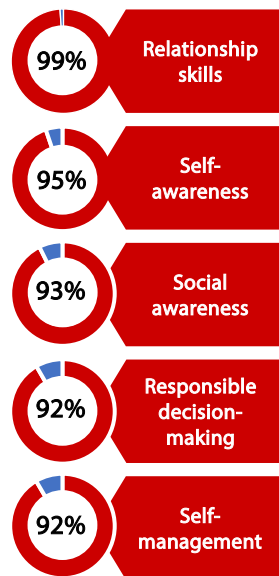 99%
Relationship
skills
95%
Self-
awareness
93%
Social
awareness
92%
Responsible
decision-
making
92%
Self-
management